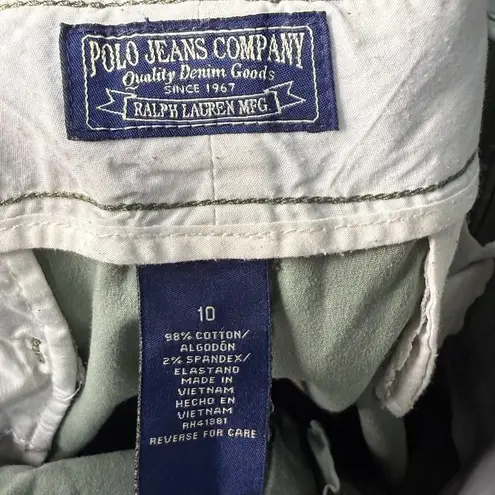 POLO JEANS COMPANY
Quality Denim Goods
SINCE 1967
RALPH LAUREN MFG.
10
98% COTTON/
ALGODÓN
2% SPANDEX/
ELASTANO
MADE IN
VIETNAM
HECHO EN
VIETNAM
RN41381
REVERSE FOR CARE